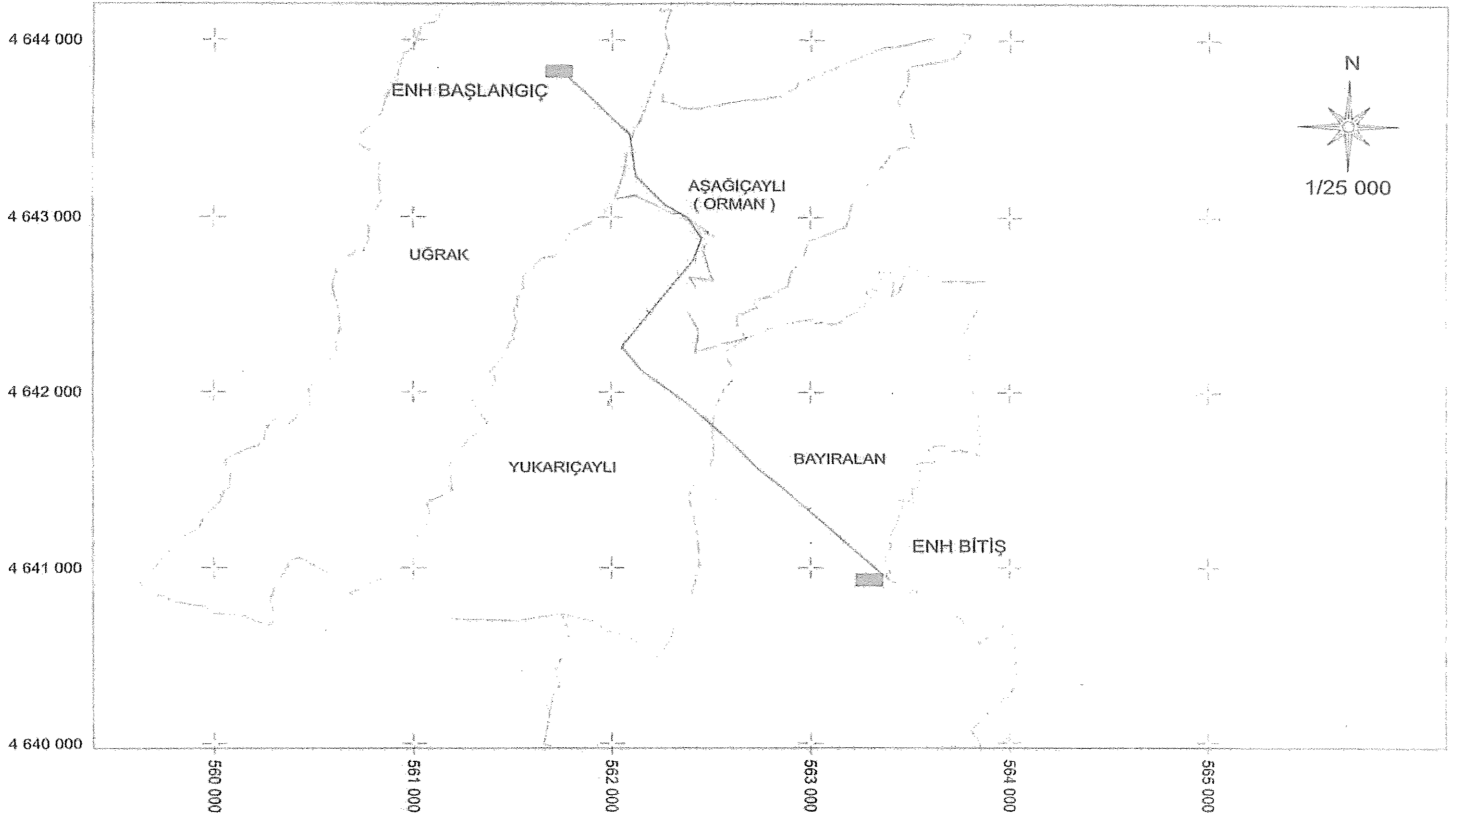 4 644 000
N
ENH BAŞLANGIÇ
1/25 000
AŞAĞIÇAYLI
( ORMAN )
4 643 000
UĞRAK
4 642 000
YUKARIÇAYLI
BAYIRALAN
ENH BİTİŞ
4 641 000
4 640 000
560 000
561 000
562 000
563 000
564 000
565 000